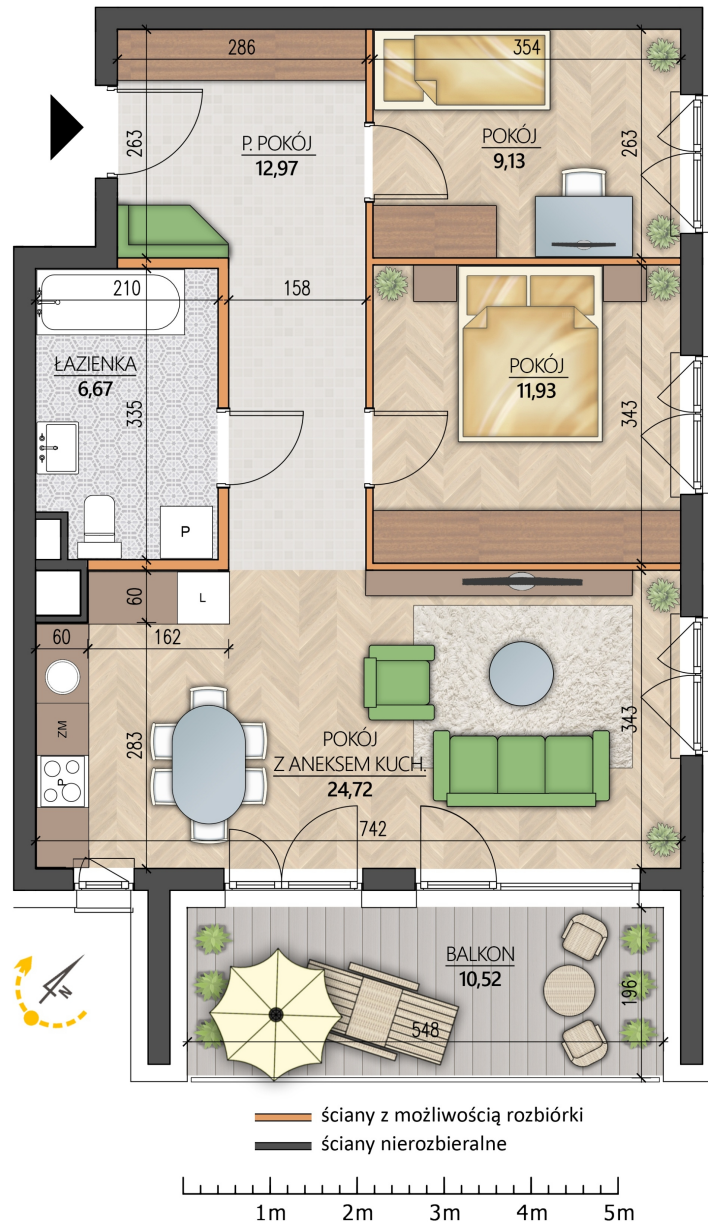 286
354
263
P. POKÓJ
12,97
POKÓJ
9,13
263
210
158
ŁAZIENKA
6,67
335
POKÓJ
11,93
343
P
60
L
60
162
ZM
283
P
POKÓJ
Z ANEKSEM KUCH.
24,72
343
742
N
BALKON
10,52
196
548
ściany z możliwością rozbiórki
ściany nierozbieralne
1m 2m 3m 4m 5m